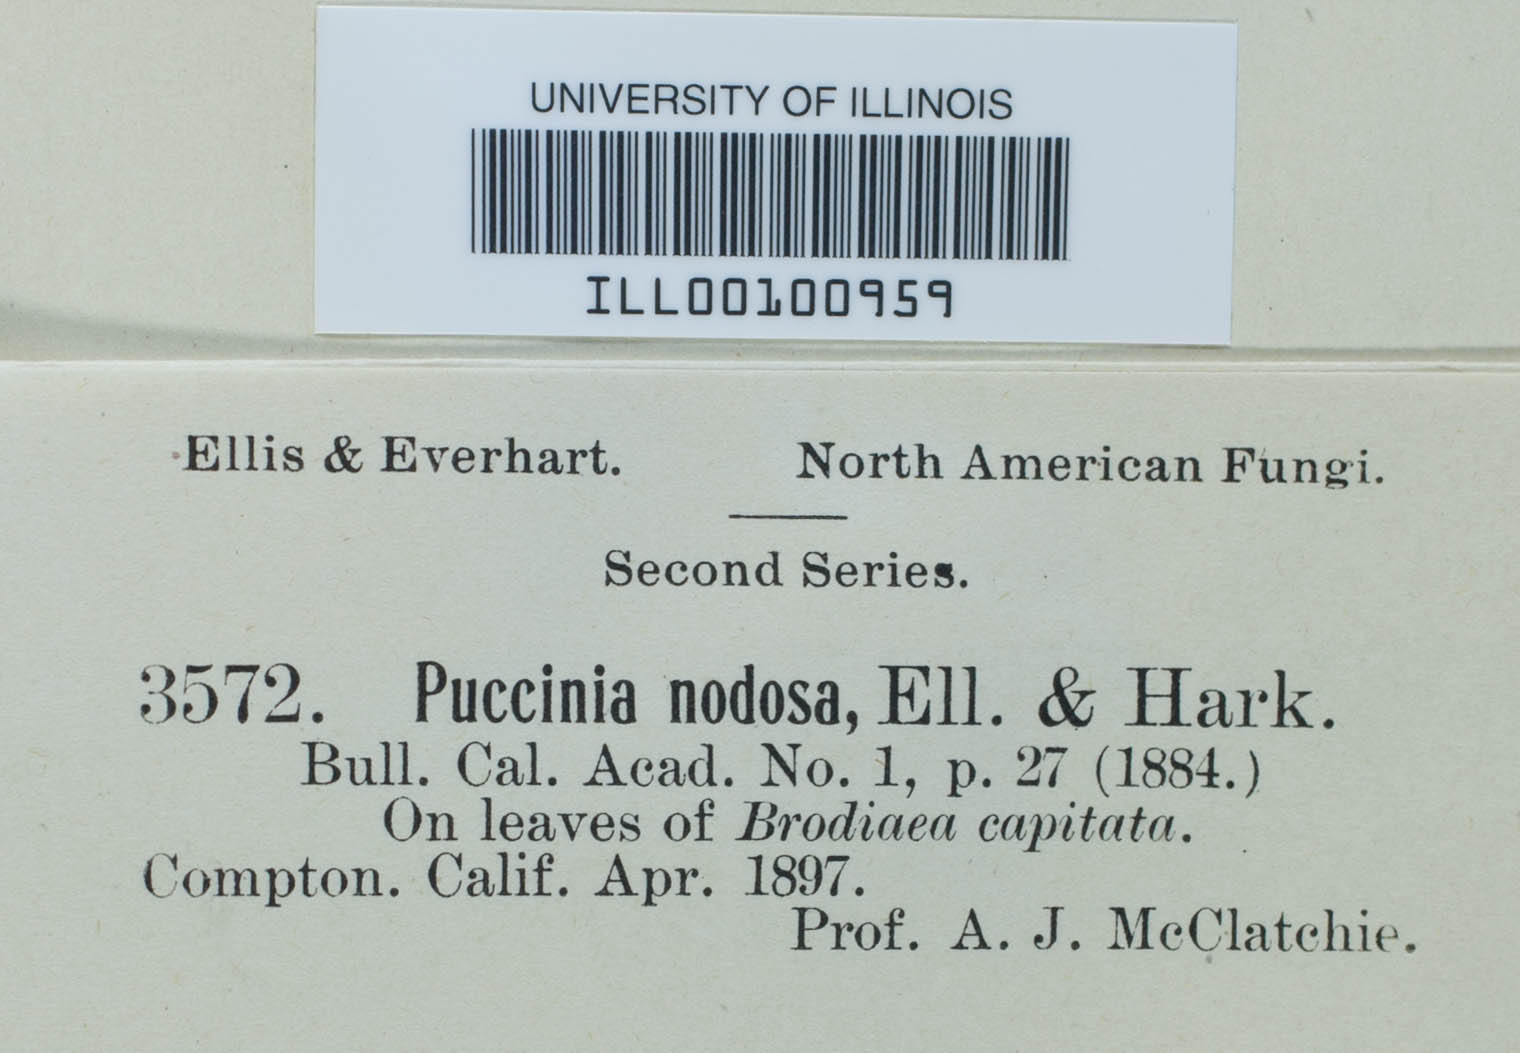 UNIVERSITY OF ILLINOIS
ILL00100959
Ellis & Everhart. North American Fungi.
Second Series.
3572. Puccinia nodosa, Ell. & Hark.
Bull. Cal. Acad. No. 1, p. 27 (1884.)
On leaves of Brodiaea capitata.
Compton. Calif. Apr. 1897.
Prof. A. J. McClatchie.